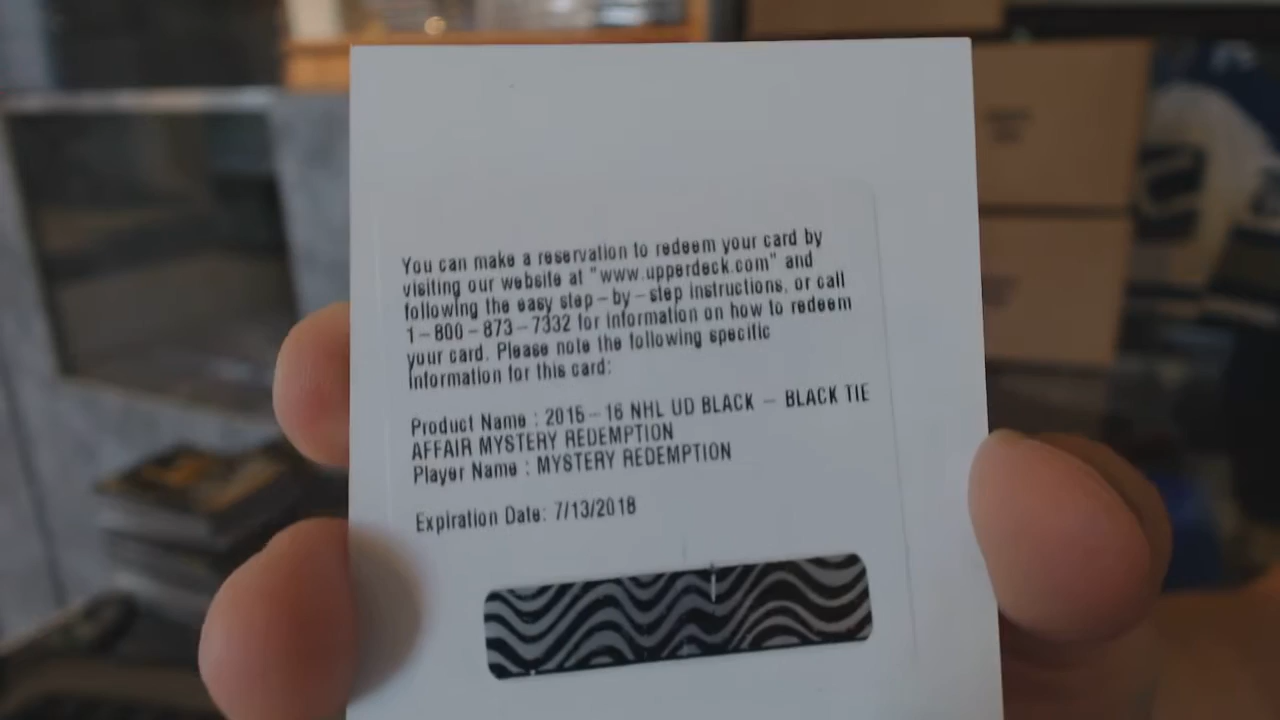 You can make a reservation to redeem your card by
visiting our website at "www.upperdeck.com" and
following the easy step-by-step instructions, or call
1-800-873-7332 for information on how to redeem
your card. Please note the following specific
information for this card:
Product Name : 2015-16 NHL UD BLACK - BLACK TIE
AFFAIR MYSTERY REDEMPTION
Player Name : MYSTERY REDEMPTION
Expiration Date: 7/13/2018